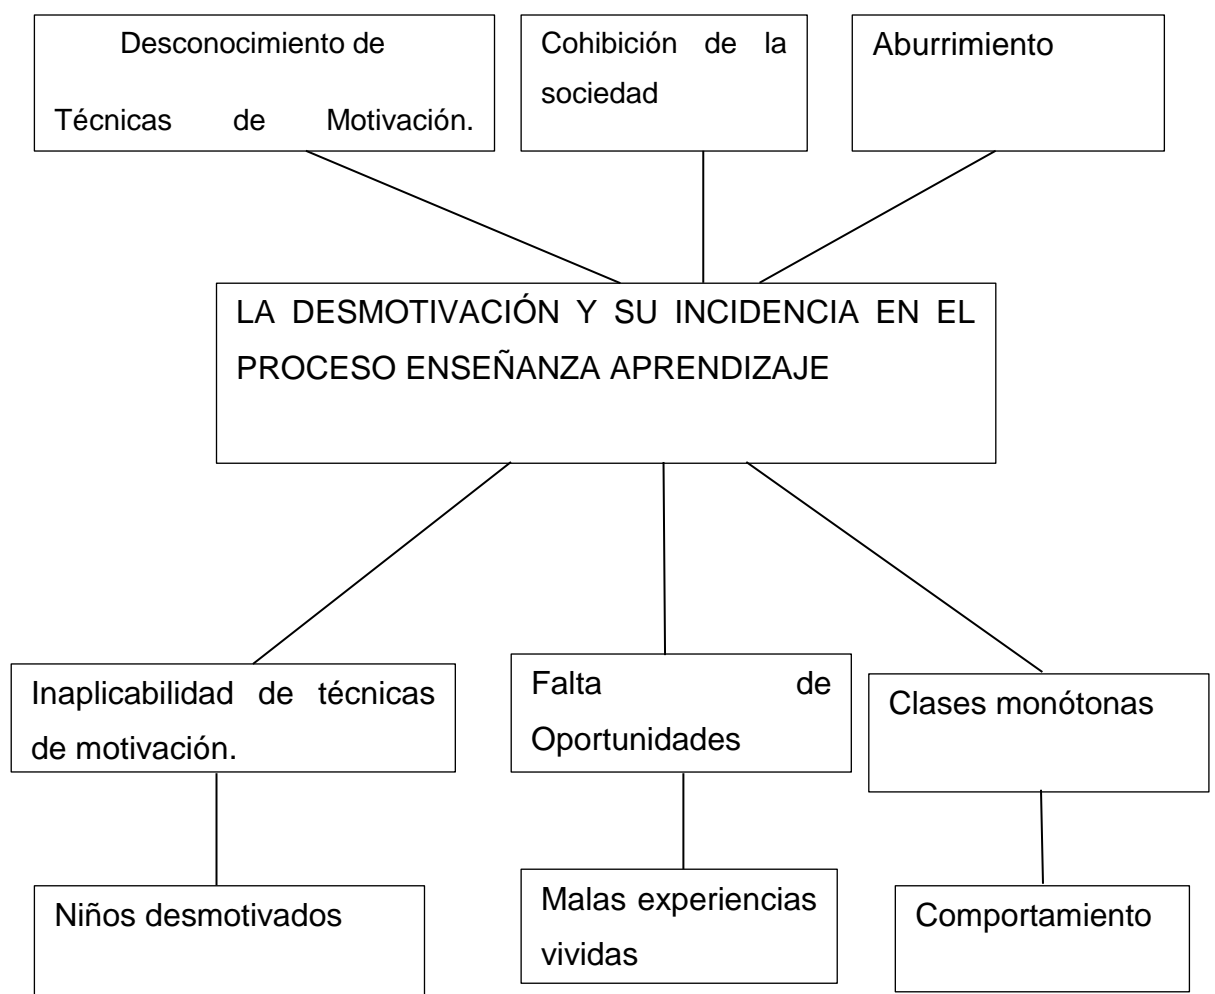 Desconocimiento de
Técnicas de Motivación.
Cohibición de la
sociedad
Aburrimiento
LA DESMOTIVACIÓN Y SU INCIDENCIA EN EL
PROCESO ENSEÑANZA APRENDIZAJE
Inaplicabilidad de técnicas
de motivación.
Falta de
Oportunidades
Clases monótonas
Niños desmotivados
Malas experiencias
vividas
Comportamiento